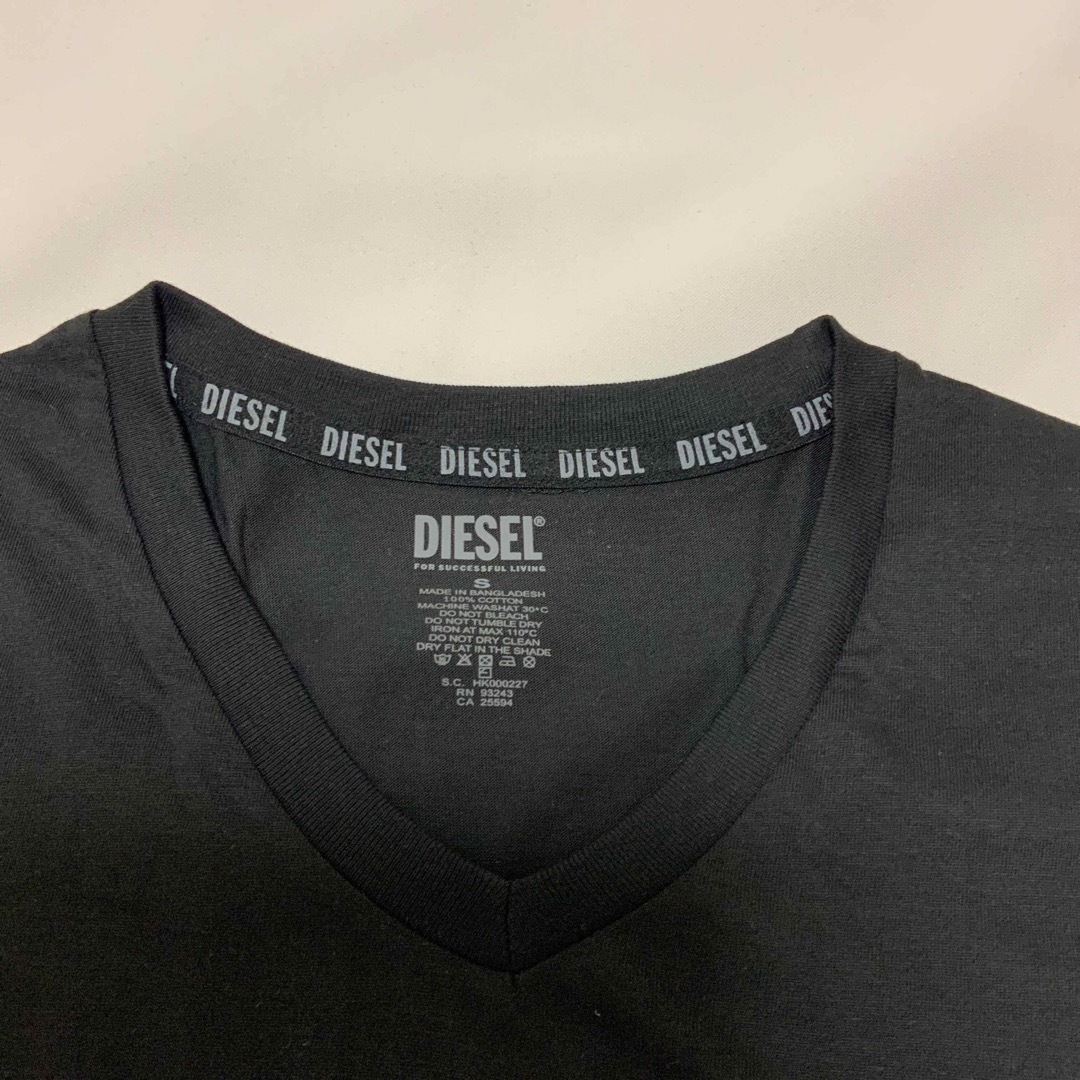 L DIESEL DIESEL DIESEL DIESEL DIESEL DIES
DIESEL®
FOR SUCCESSFUL LIVING
S
MADE IN BANGLADESH
100% COTTON
MACHINE WASHAT 30°C
DO NOT BLEACH
DO NOT TUMBLE DRY
IRON AT MAX 110°C
DO NOT DRY CLEAN
DRY FLAT IN THE SHADE
S.C. HK000227
RN 93243
CA 25594